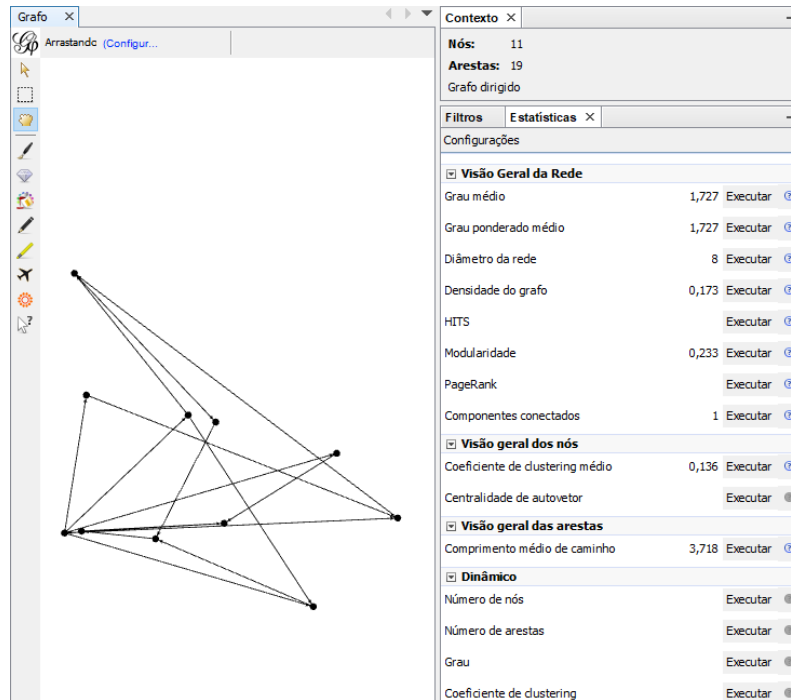 Grafo
Arrastando (Configur...
Contexto
Nós: 11
Arestas: 19
Grafo dirigido
Filtros Estatísticas
Configurações
Visão Geral da Rede
Grau médio 1,727 Executar
Grau ponderado médio 1,727 Executar
Diâmetro da rede 8 Executar
Densidade do grafo 0,173 Executar
HITS Executar
Modularidade 0,233 Executar
PageRank Executar
Componentes conectados 1 Executar
Visão geral dos nós
Coeficiente de clustering médio 0,136 Executar
Centralidade de autovetor Executar
Visão geral das arestas
Comprimento médio de caminho 3,718 Executar
Dinâmico
Número de nós Executar
Número de arestas Executar
Grau Executar
Coeficiente de clustering Executar